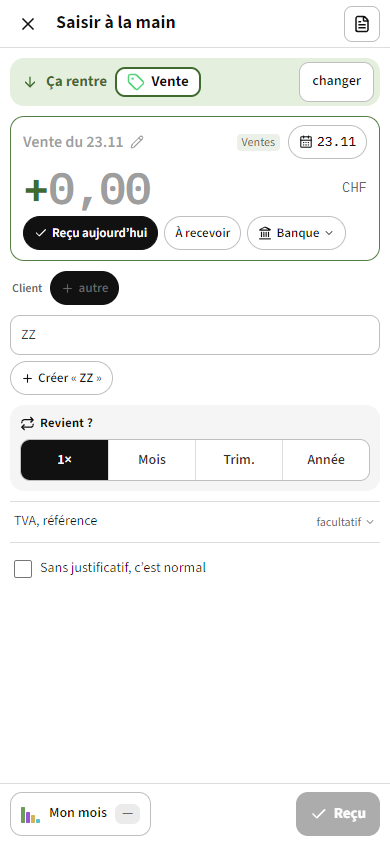 Saisir à la main
Ça rentre Vente changer
Vente du 23.11 Ventes 23.11
+0,00 CHF
Reçu aujourd'hui À recevoir Banque
Client + autre
ZZ
+ Créer « ZZ »
Revient ?
1× Mois Trim. Année
TVA, référence facultatif
Sans justificatif, c'est normal
Mon mois — Reçu